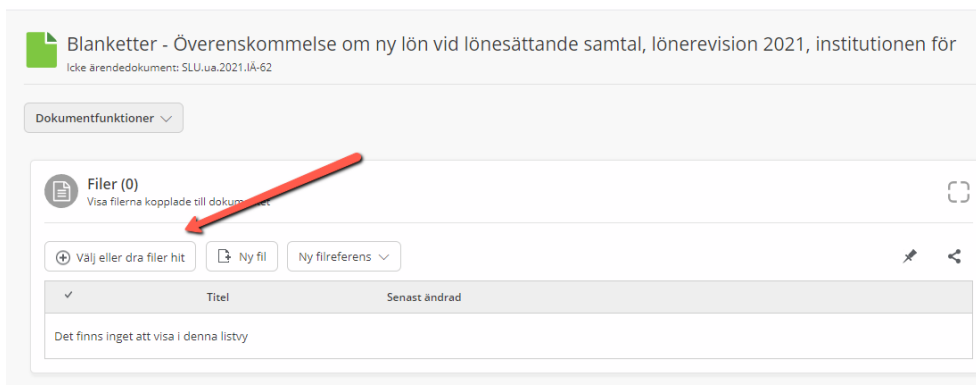 Blanketter - Överenskommelse om ny lön vid lönesättande samtal, lönerevision 2021, institutionen för
Icke ärendedokument: SLU.ua.2021.IÄ-62
Dokumentfunktioner
Filer (0)
Visa filerna kopplade till dokumentet
Välj eller dra filer hit
Ny fil
Ny filreferens
Titel
Senast ändrad
Det finns inget att visa i denna listvy